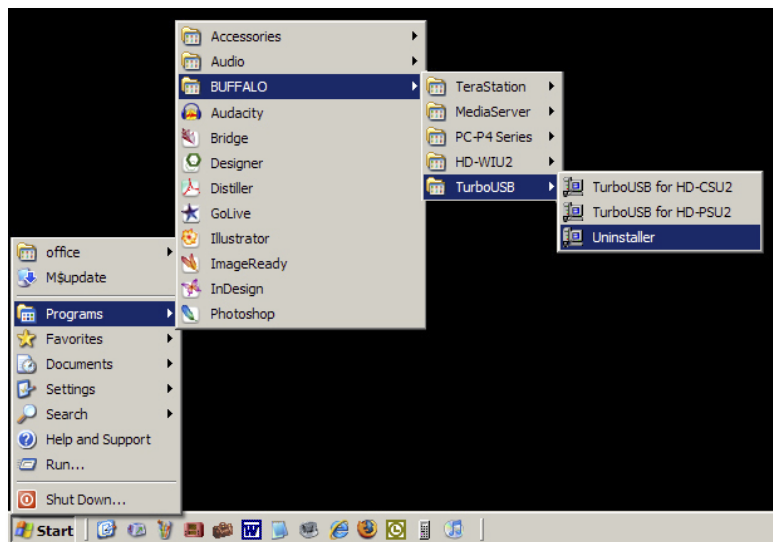 Accessories
Audio
BUFFALO
Audacity
Bridge
Designer
Distiller
GoLive
Illustrator
ImageReady
InDesign
Photoshop
TeraStation
MediaServer
PC-P4 Series
HD-WIU2
TurboUSB
TurboUSB for HD-CSU2
TurboUSB for HD-PSU2
Uninstaller
office
M$update
Programs
Favorites
Documents
Settings
Search
Help and Support
Run...
Shut Down...
Start